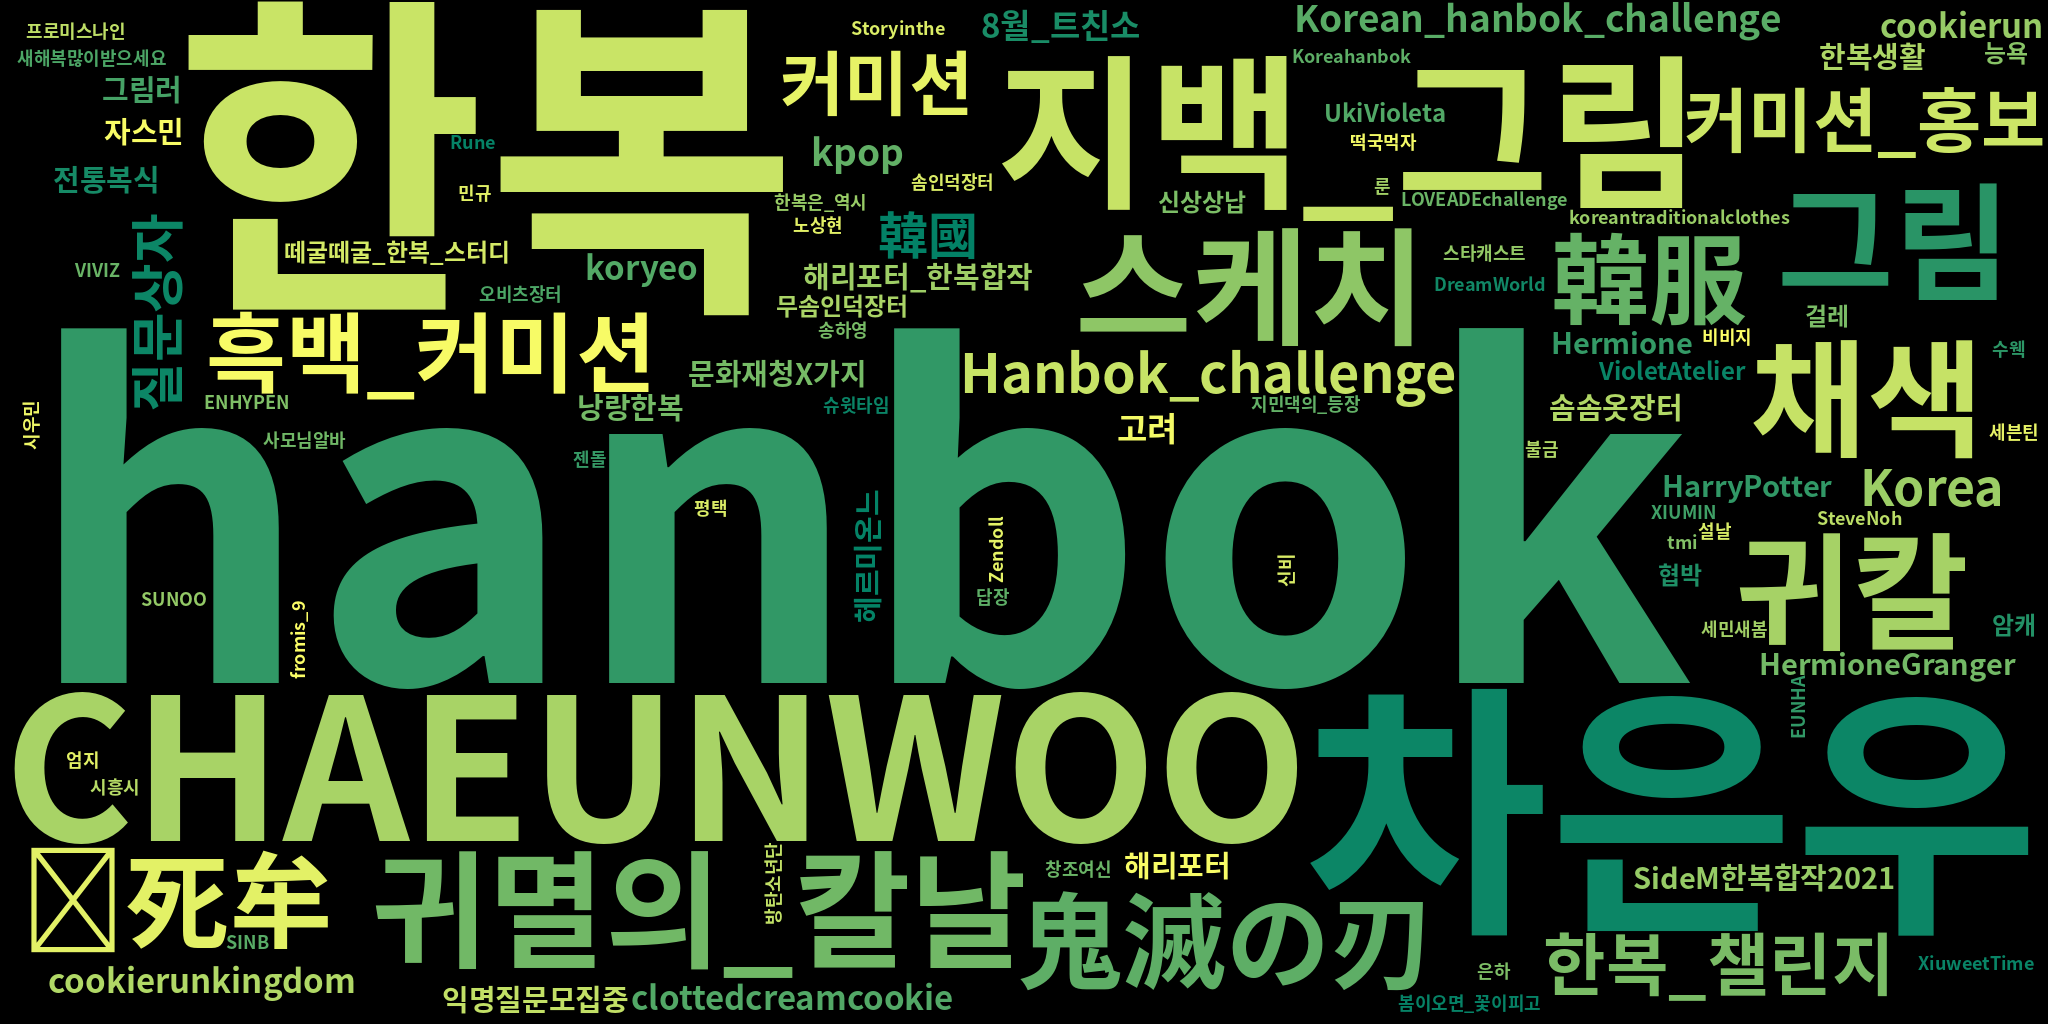 프로미스나인
새해복많이받으세요
그림러
자스민
전통복식
한복
Rune
민규
커미션
Storyinthe
8월_트친소
kpop
솜인덕장터
한복은_역시
노상현
韓國
지백
그림
Korean_hanbok_challenge
Koreahanbok
UkiVioleta
떡국먹자
룬
LOVEADEchallenge
신상상납
koreantraditionalclothes
cookierun
한복생활
능욕
커미션_홍보
그림
VIVIZ
질문상자
떼굴떼굴_한복_스터디
오비츠장터
koryeo
해리포터_한복합작
무솜인덕장터
송하영
스케치
스타캐스트
DreamWorld
韓服
걸레
흑백_커미션
문화재청X가지
Hanbok_challenge
Hermione
비비지
VioletAtelier
채색
수웩
시우민
ENHYPEN
사모님알바
낭랑한복
슈윗타임
고려
지민댁의_등장
솜솜옷장터
세븐틴
hanbok
젠돌
평택
헤르미온느
Zendoll
답장
신비
불금
HarryPotter
Korea
XIUMIN
설날
SteveNoh
tmi
협박
귀칼
세민새봄
암캐
HermioneGranger
SUNOO
fromis_9
CHAEUNWOO
차은우
EUNHA
엄지
시흥시
死牟
SINB
귀멸의_칼날
방탄소년단
창조여신
해리포터
鬼滅の刃
SideM한복합작2021
한복_챌린지
은하
XiuweetTime
cookierunkingdom
익명질문모집중
clottedcreamcookie
봄이오면_꽃이피고